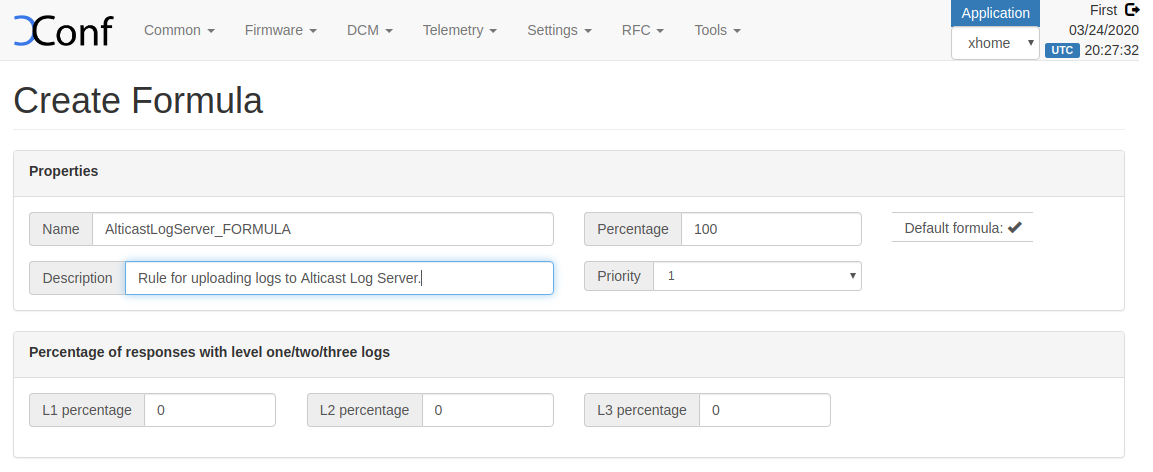 XConf Common Firmware DCM Telemetry Settings RFC Tools Application First
xhome 03/24/2020
UTC 20:27:32
Create Formula
Properties
Name AlticastLogServer_FORMULA Percentage 100 Default formula:
Description Rule for uploading logs to Alticast Log Server. Priority 1
Percentage of responses with level one/two/three logs
L1 percentage 0 L2 percentage 0 L3 percentage 0